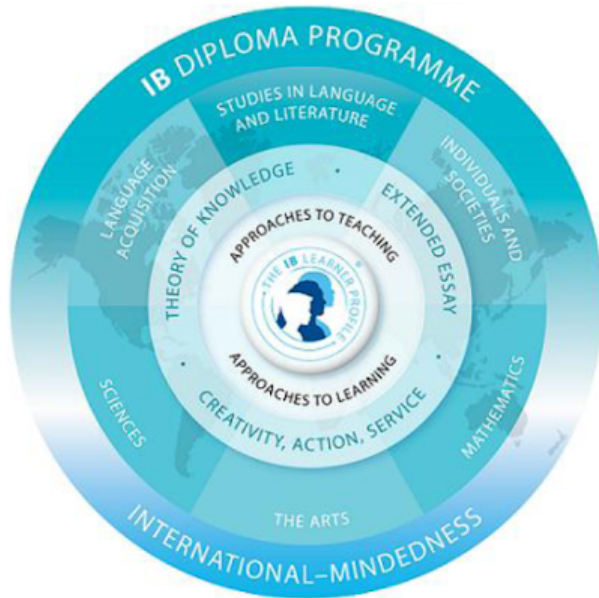 IB DIPLOMA PROGRAMME
STUDIES IN LANGUAGE
AND LITERATURE
LANGUAGE
ACQUISITION
INDIVIDUALS AND
SOCIETIES
THEORY OF KNOWLEDGE
EXTENDED ESSAY
APPROACHES TO TEACHING
THE IB LEARNER PROFILE
®
APPROACHES TO LEARNING
CREATIVITY, ACTION, SERVICE
SCIENCES
MATHEMATICS
THE ARTS
INTERNATIONAL–MINDEDNESS